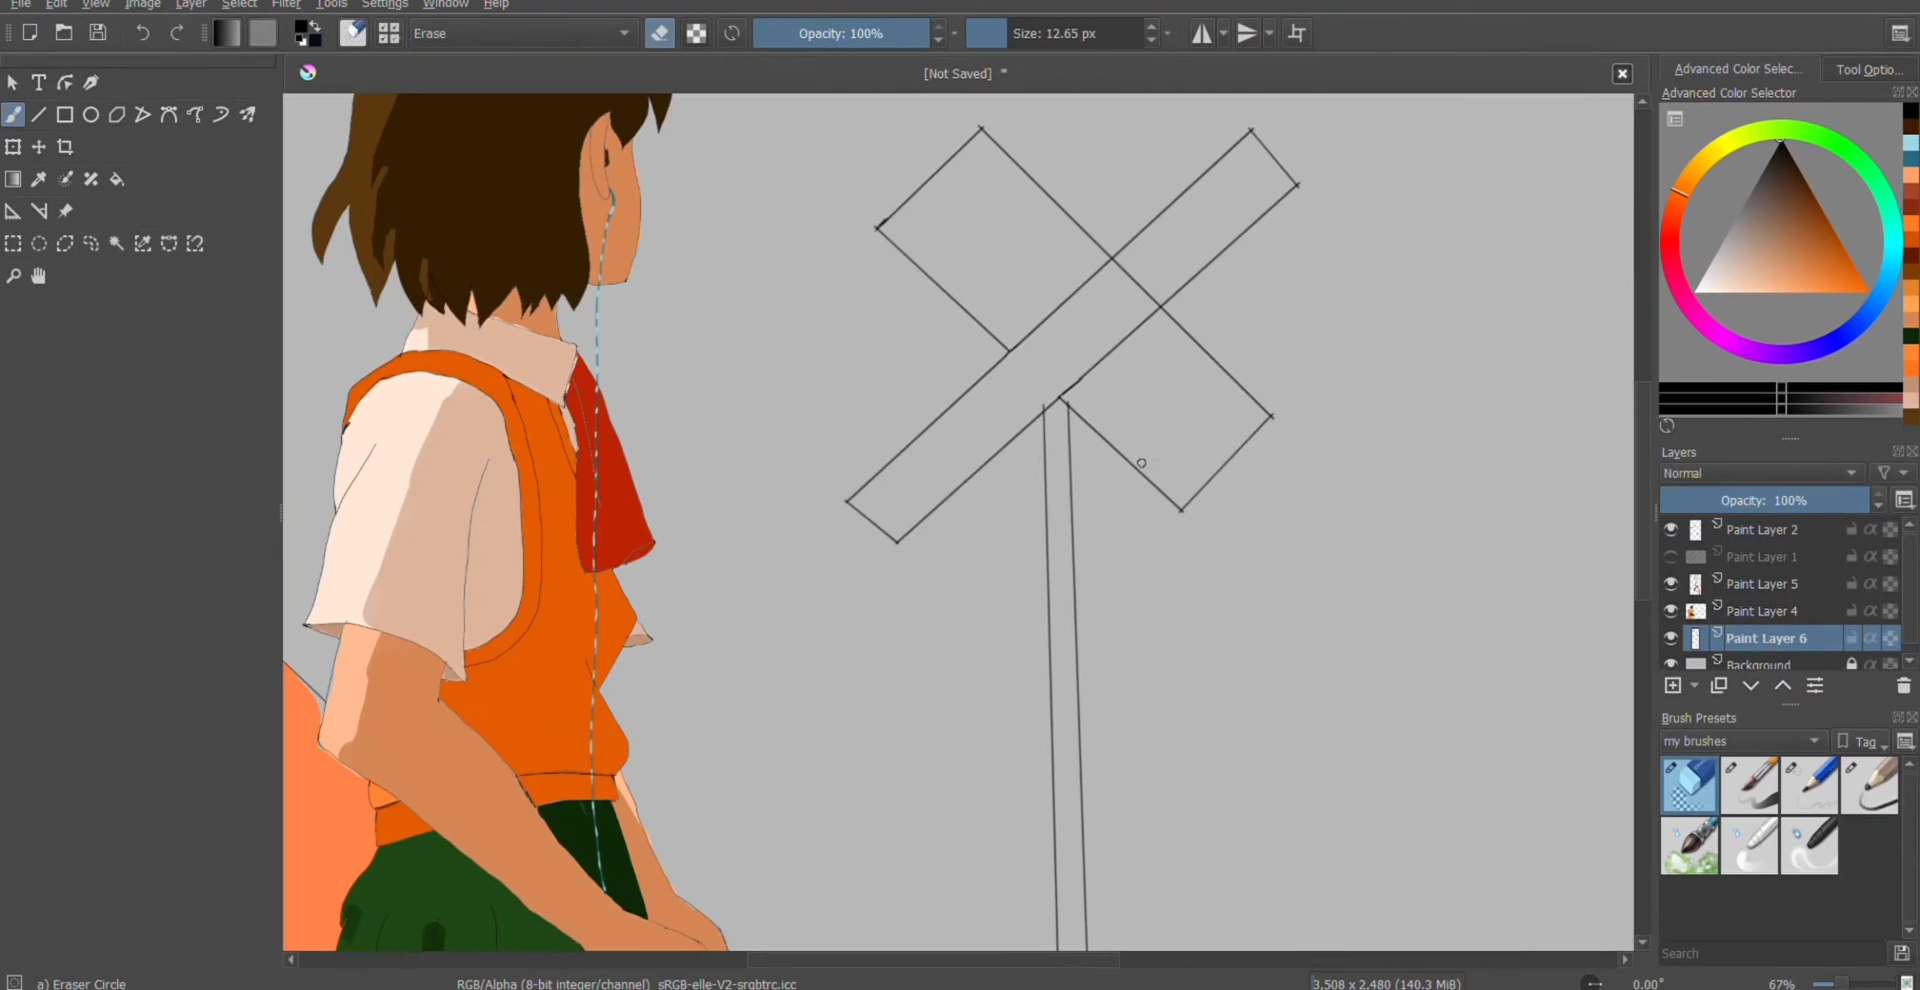 File Edit View Image Layer Select Filter Tools Settings Window Help
Erase Opacity: 100% Size: 12.65 px
[Not Saved] *
Advanced Color Selec... Tool Optio...
Advanced Color Selector
Layers
Normal
Opacity: 100%
Paint Layer 2
Paint Layer 1
Paint Layer 5
Paint Layer 4
Paint Layer 6
Background
Brush Presets
my brushes Tag
Search
a) Eraser Circle RGB/Alpha (8-bit integer/channel) sRGB-elle-V2-srgbtrc.icc 3,508 x 2,480 (140.3 MiB) 0.00° 67%